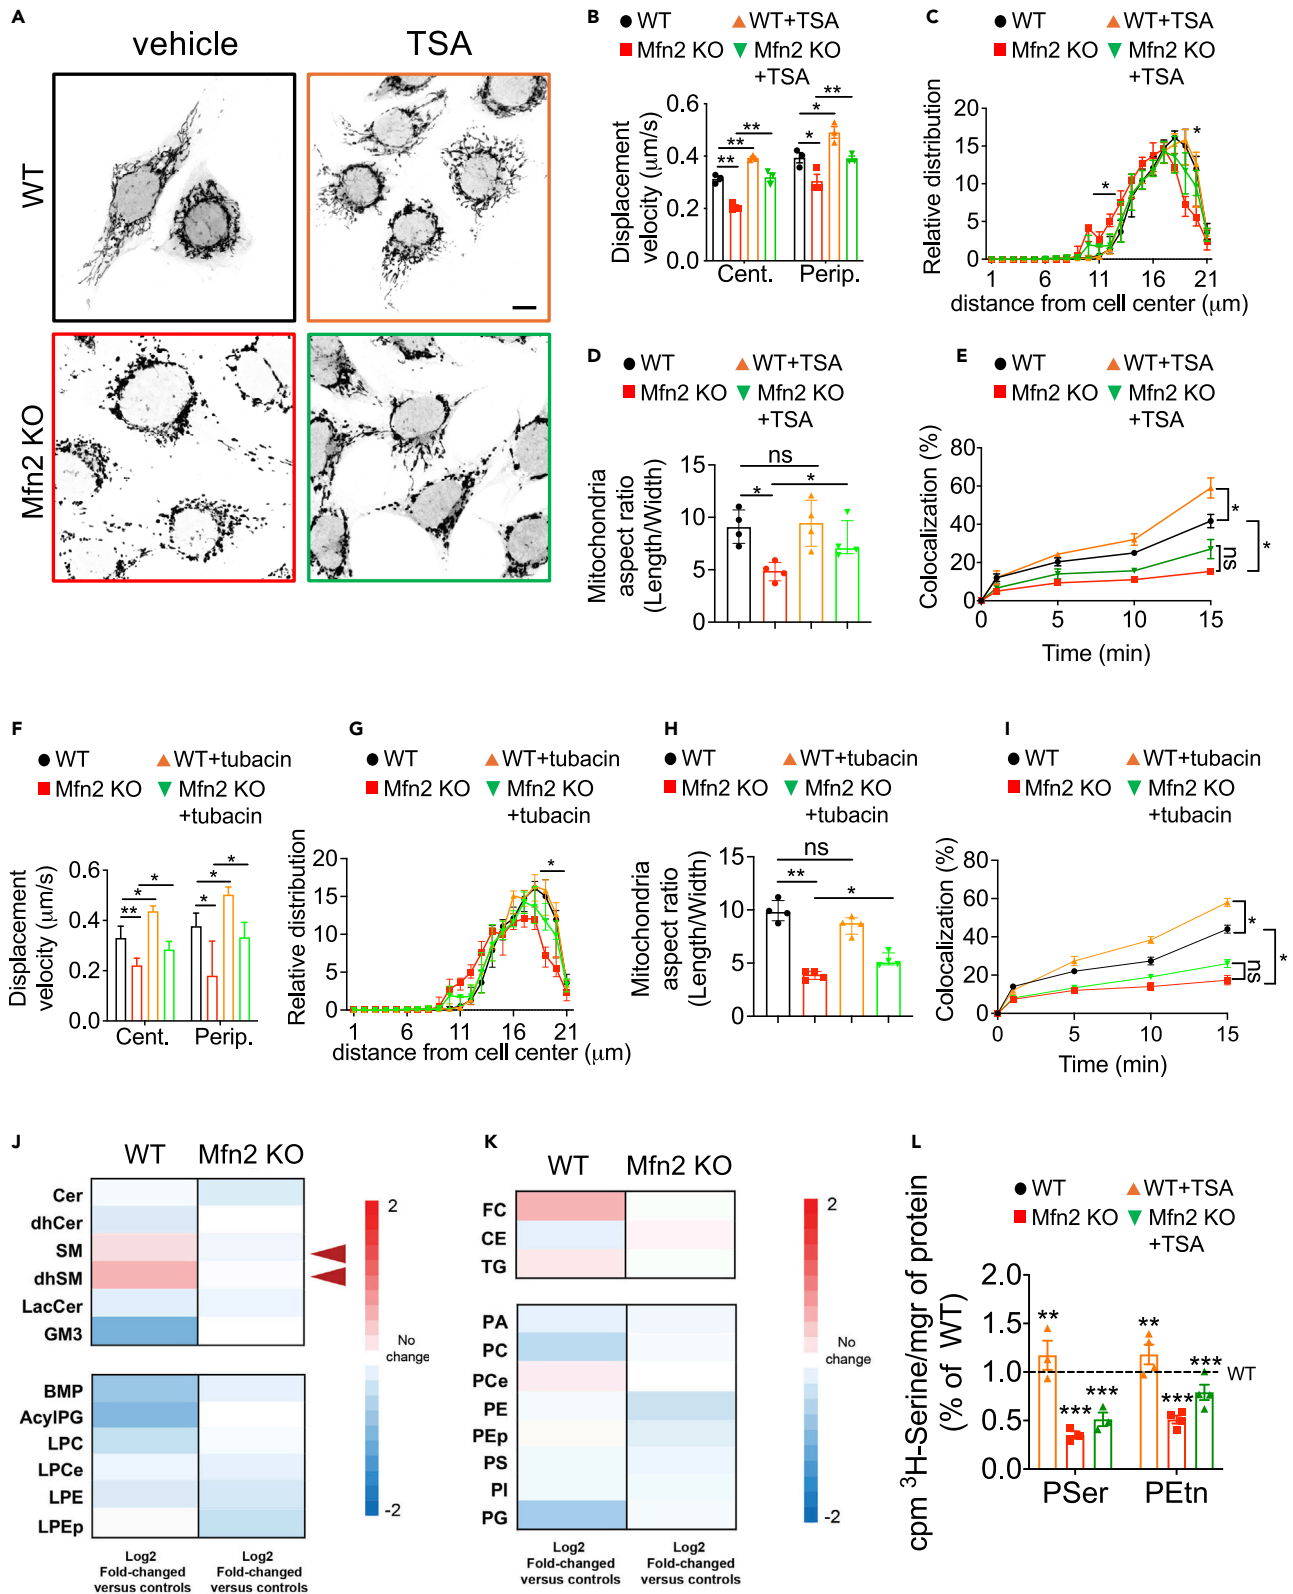 A
vehicle
TSA
WT
Mfn2 KO
B
WT
WT+TSA
Mfn2 KO
Mfn2 KO
+TSA
Displacement
velocity (μm/s)
0.6
0.4
0.2
0.0
**
**
**
*
*
**
Cent.
Perip.
C
WT
WT+TSA
Mfn2 KO
Mfn2 KO
+TSA
Relative distribution
20
15
10
5
0
*
*
1
6
11
16
21
distance from cell center (μm)
D
WT
WT+TSA
Mfn2 KO
Mfn2 KO
+TSA
Mitochondria
aspect ratio
(Length/Width)
15
10
5
0
ns
*
*
E
WT
WT+TSA
Mfn2 KO
Mfn2 KO
+TSA
Colocalization (%)
80
60
40
20
0
*
ns
*
0
5
10
15
Time (min)
F
WT
WT+tubacin
Mfn2 KO
Mfn2 KO
+tubacin
Displacement
velocity (μm/s)
0.6
0.4
0.2
0.0
**
*
*
*
*
*
Cent.
Perip.
G
WT
WT+tubacin
Mfn2 KO
Mfn2 KO
+tubacin
Relative distribution
20
15
10
5
0
*
1
6
11
16
21
distance from cell center (μm)
H
WT
WT+tubacin
Mfn2 KO
Mfn2 KO
+tubacin
Mitochondria
aspect ratio
(Length/Width)
15
10
5
0
ns
**
*
I
WT
WT+tubacin
Mfn2 KO
Mfn2 KO
+tubacin
Colocalization (%)
80
60
40
20
0
*
ns
*
0
5
10
15
Time (min)
J
WT
Mfn2 KO
Cer
dhCer
SM
dhSM
LacCer
GM3
BMP
AcylPG
LPC
LPCe
LPE
LPEp
2
No
change
-2
Log2
Fold-changed
versus controls
Log2
Fold-changed
versus controls
K
WT
Mfn2 KO
FC
CE
TG
PA
PC
PCe
PE
PEp
PS
PI
PG
2
No
change
-2
Log2
Fold-changed
versus controls
Log2
Fold-changed
versus controls
L
WT
WT+TSA
Mfn2 KO
Mfn2 KO
+TSA
cpm ³H-Serine/mgr of protein
(% of WT)
2.0
1.5
1.0
0.5
0.0
**
***
***
**
***
***
WT
PSer
PEtn